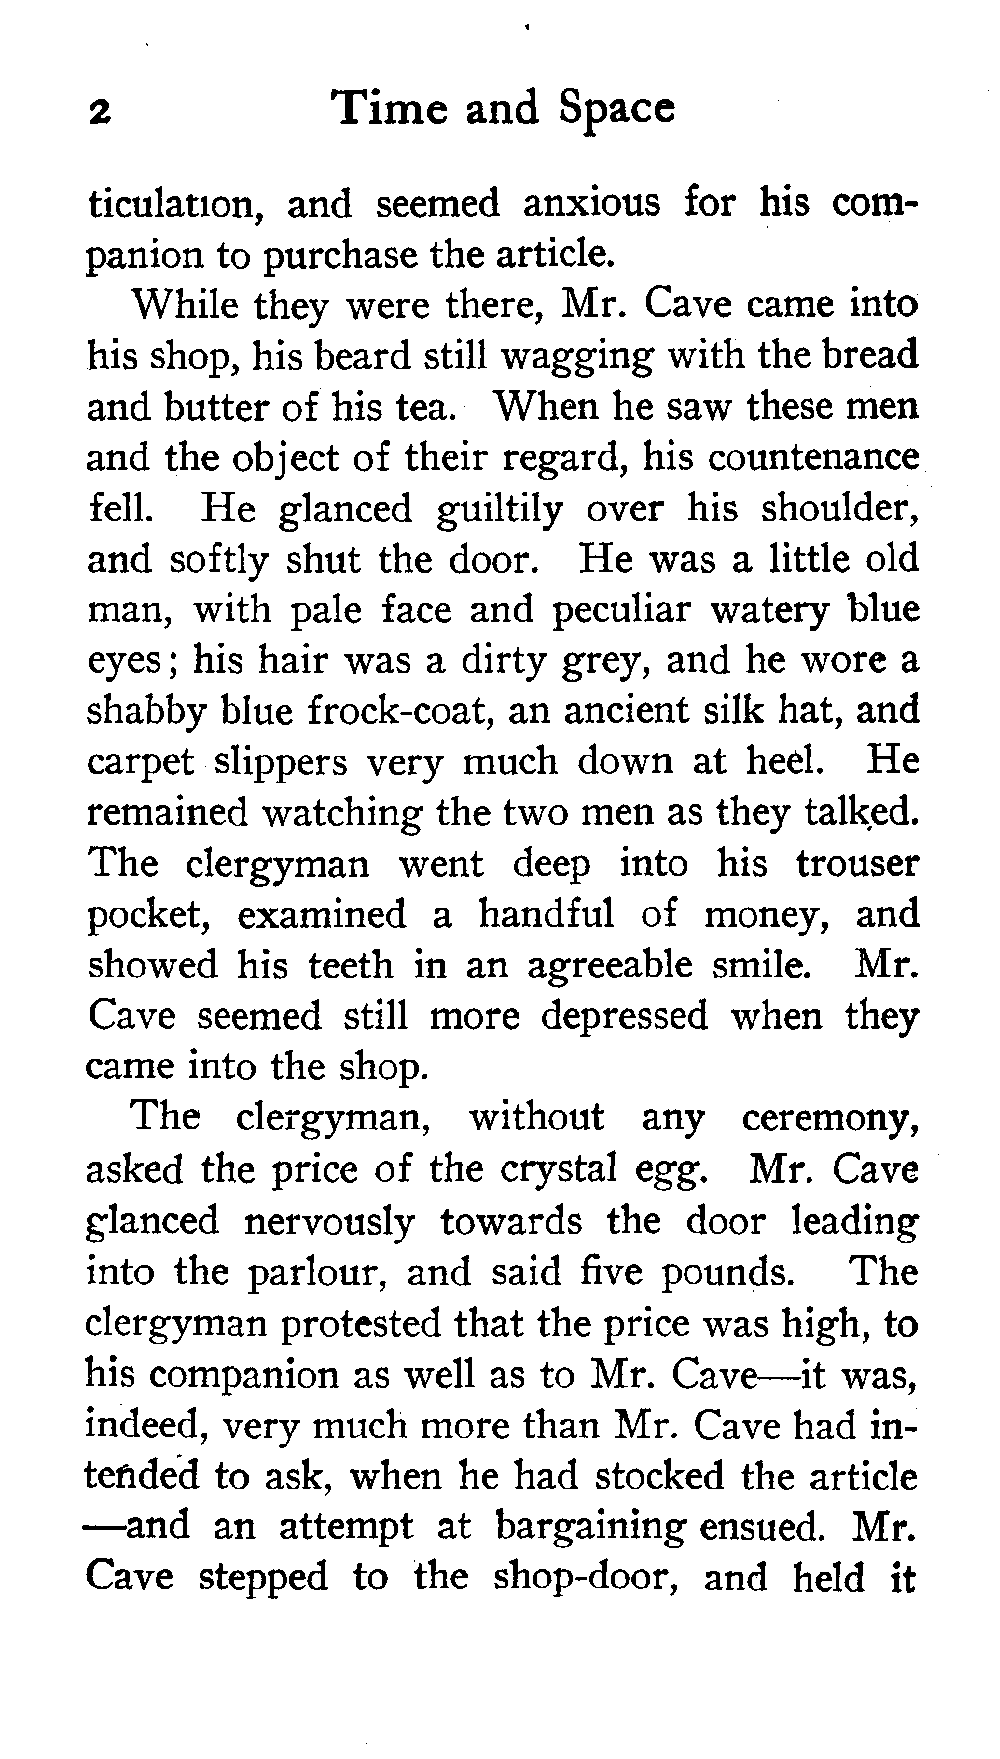 2 Time and Space
ticulation, and seemed anxious for his com-
panion to purchase the article.
While they were there, Mr. Cave came into
his shop, his beard still wagging with the bread
and butter of his tea. When he saw these men
and the object of their regard, his countenance
fell. He glanced guiltily over his shoulder,
and softly shut the door. He was a little old
man, with pale face and peculiar watery blue
eyes; his hair was a dirty grey, and he wore a
shabby blue frock-coat, an ancient silk hat, and
carpet slippers very much down at heel. He
remained watching the two men as they talked.
The clergyman went deep into his trouser
pocket, examined a handful of money, and
showed his teeth in an agreeable smile. Mr.
Cave seemed still more depressed when they
came into the shop.
The clergyman, without any ceremony,
asked the price of the crystal egg. Mr. Cave
glanced nervously towards the door leading
into the parlour, and said five pounds. The
clergyman protested that the price was high, to
his companion as well as to Mr. Cave—it was,
indeed, very much more than Mr. Cave had in-
tended to ask, when he had stocked the article
—and an attempt at bargaining ensued. Mr.
Cave stepped to the shop-door, and held it